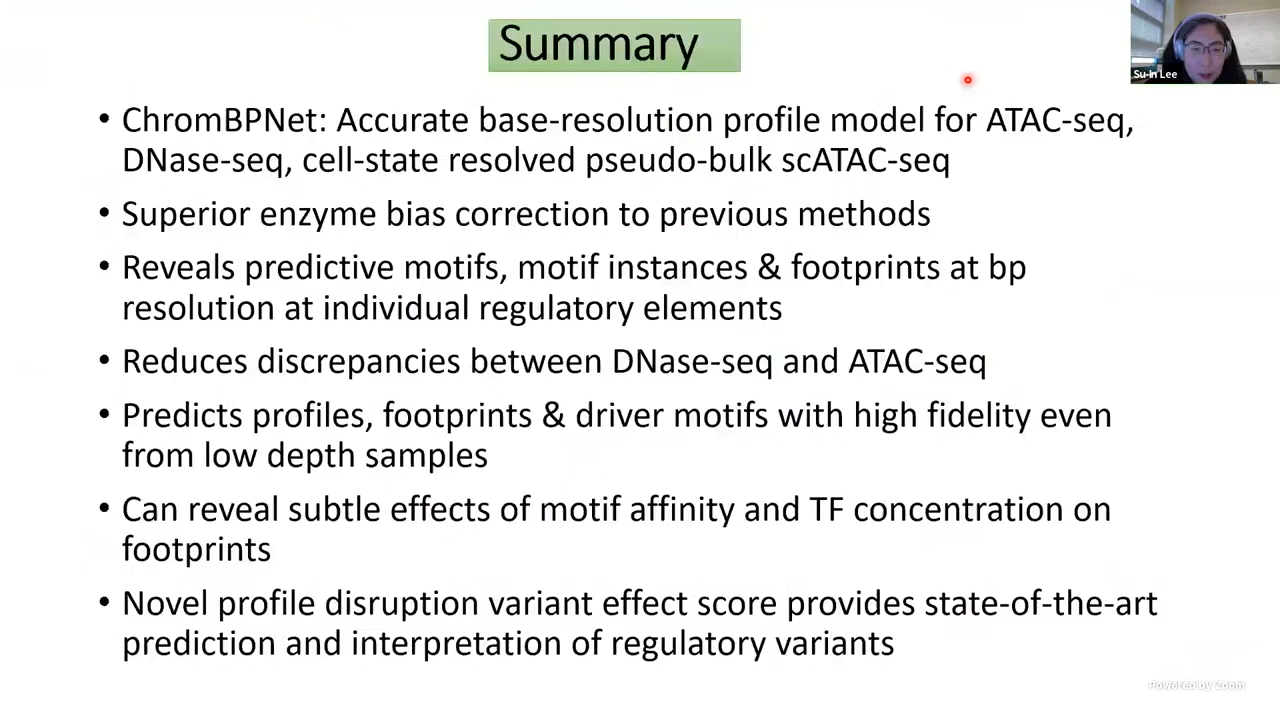 Summary
Su-In Lee
• ChromBPNet: Accurate base-resolution profile model for ATAC-seq,
DNase-seq, cell-state resolved pseudo-bulk scATAC-seq
• Superior enzyme bias correction to previous methods
• Reveals predictive motifs, motif instances & footprints at bp
resolution at individual regulatory elements
• Reduces discrepancies between DNase-seq and ATAC-seq
• Predicts profiles, footprints & driver motifs with high fidelity even
from low depth samples
• Can reveal subtle effects of motif affinity and TF concentration on
footprints
• Novel profile disruption variant effect score provides state-of-the-art
prediction and interpretation of regulatory variants
Powered by Zoom